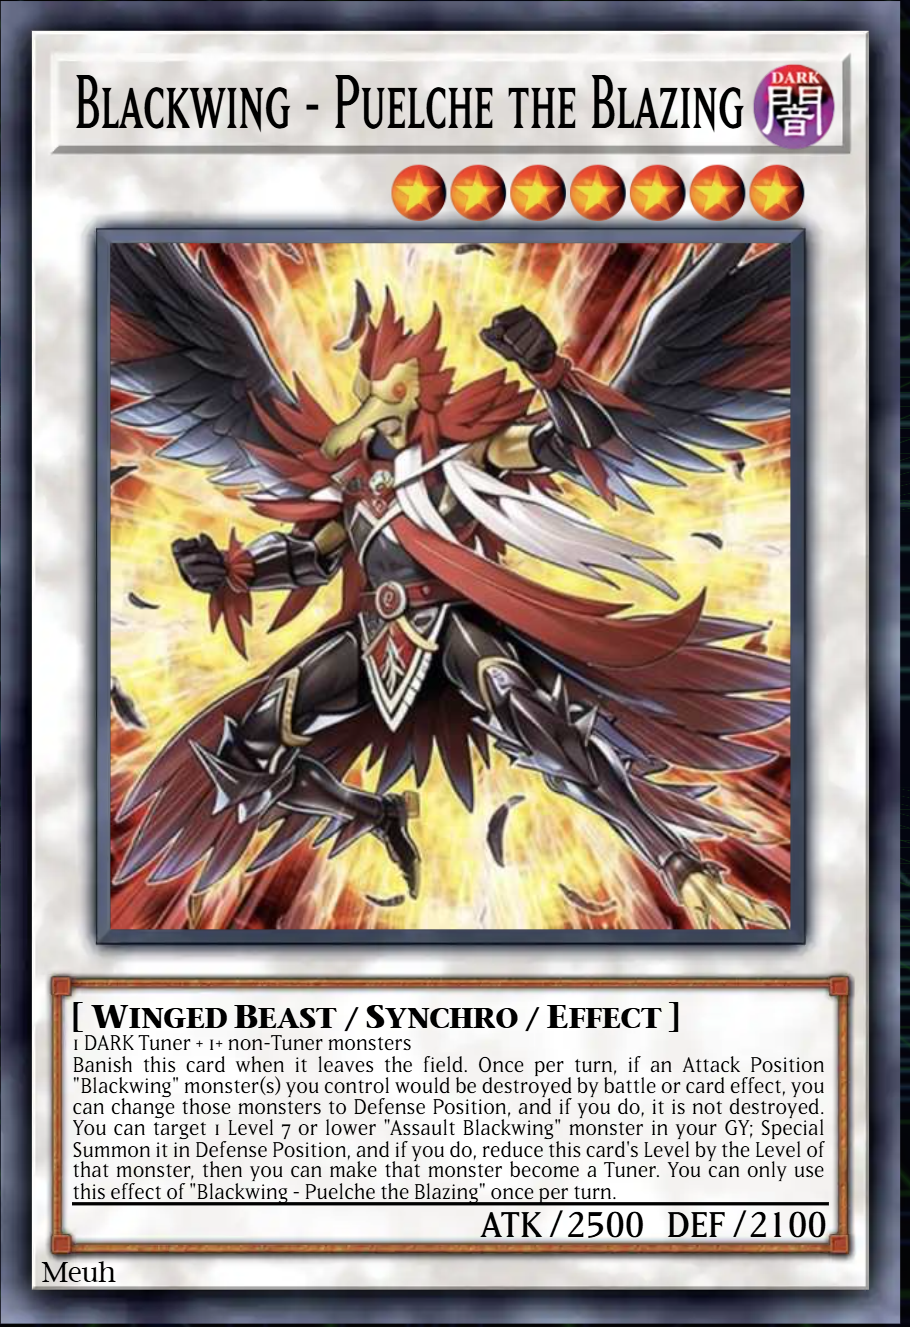 Blackwing - Puelche the Blazing
DARK
闇
[ Winged Beast / Synchro / Effect ]
1 DARK Tuner + 1+ non-Tuner monsters
Banish this card when it leaves the field. Once per turn, if an Attack Position
"Blackwing" monster(s) you control would be destroyed by battle or card effect, you
can change those monsters to Defense Position, and if you do, it is not destroyed.
You can target 1 Level 7 or lower "Assault Blackwing" monster in your GY; Special
Summon it in Defense Position, and if you do, reduce this card's Level by the Level of
that monster, then you can make that monster become a Tuner. You can only use
this effect of "Blackwing - Puelche the Blazing" once per turn.
ATK / 2500 DEF / 2100
Meuh